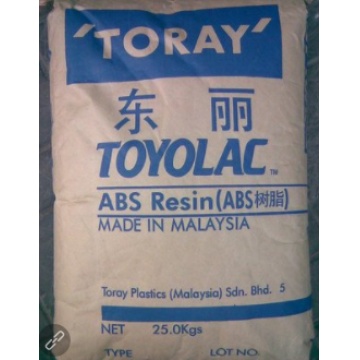 'TORAY'
东丽
TOYOLAC™
ABS Resin(ABS树脂)
MADE IN MALAYSIA
Toray Plastics (Malaysia) Sdn. Bhd. 5
NET 25.0Kgs
TYPE LOT NO.